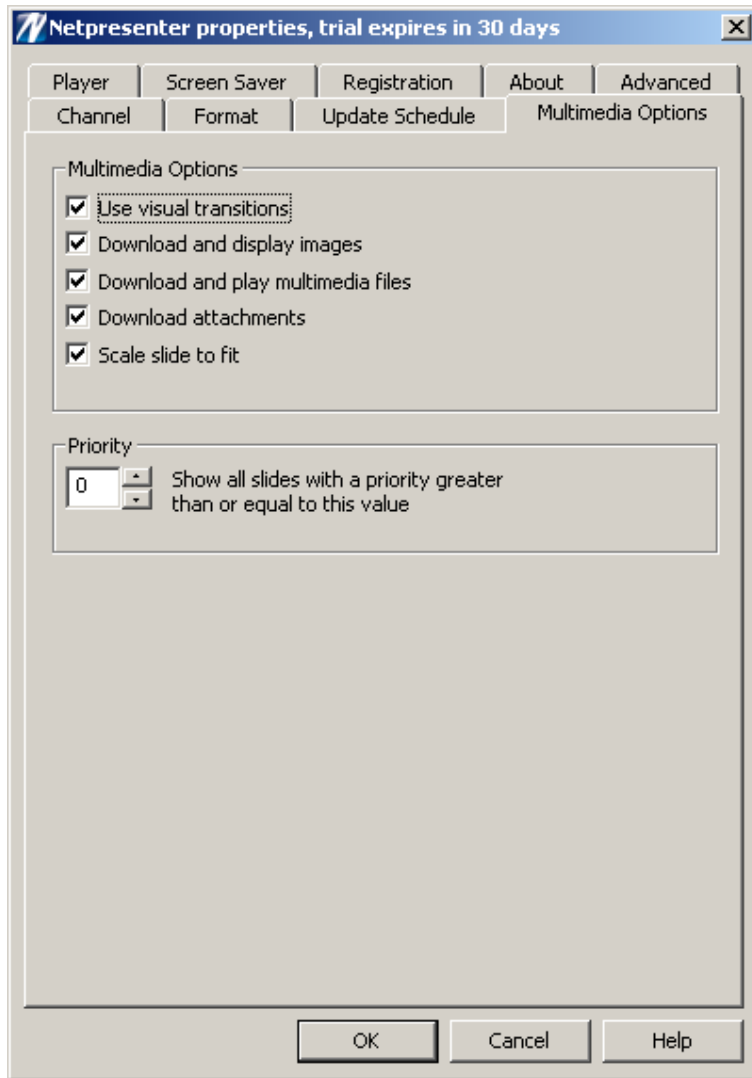 Netpresenter properties, trial expires in 30 days
Player Screen Saver Registration About Advanced
Channel Format Update Schedule Multimedia Options
Multimedia Options
Use visual transitions
Download and display images
Download and play multimedia files
Download attachments
Scale slide to fit
Priority
0 Show all slides with a priority greater
than or equal to this value
OK Cancel Help